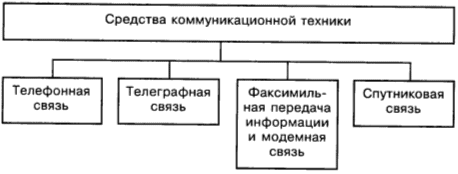 Средства коммуникационной техники
Телефонная
связь
Телеграфная
связь
Факсимиль-
ная передача
информации
и модемная
связь
Спутниковая
связь